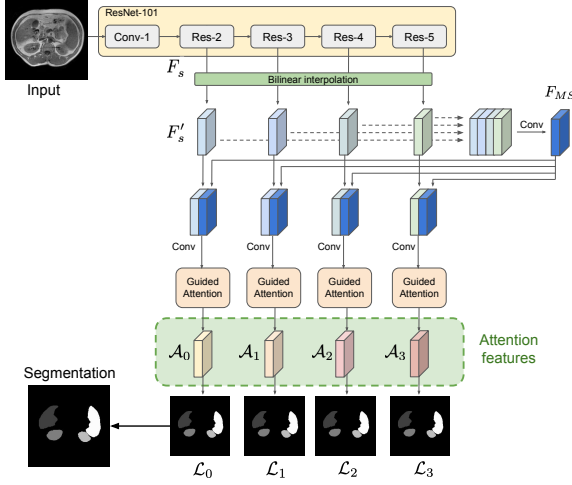 ResNet-101
Conv-1
Res-2
Res-3
Res-4
Res-5
Input
F_s
Bilinear interpolation
F_{MS}
F'_s
Conv
Conv
Conv
Conv
Conv
Guided Attention
Guided Attention
Guided Attention
Guided Attention
A_0
A_1
A_2
A_3
Attention
features
Segmentation
L_0
L_1
L_2
L_3